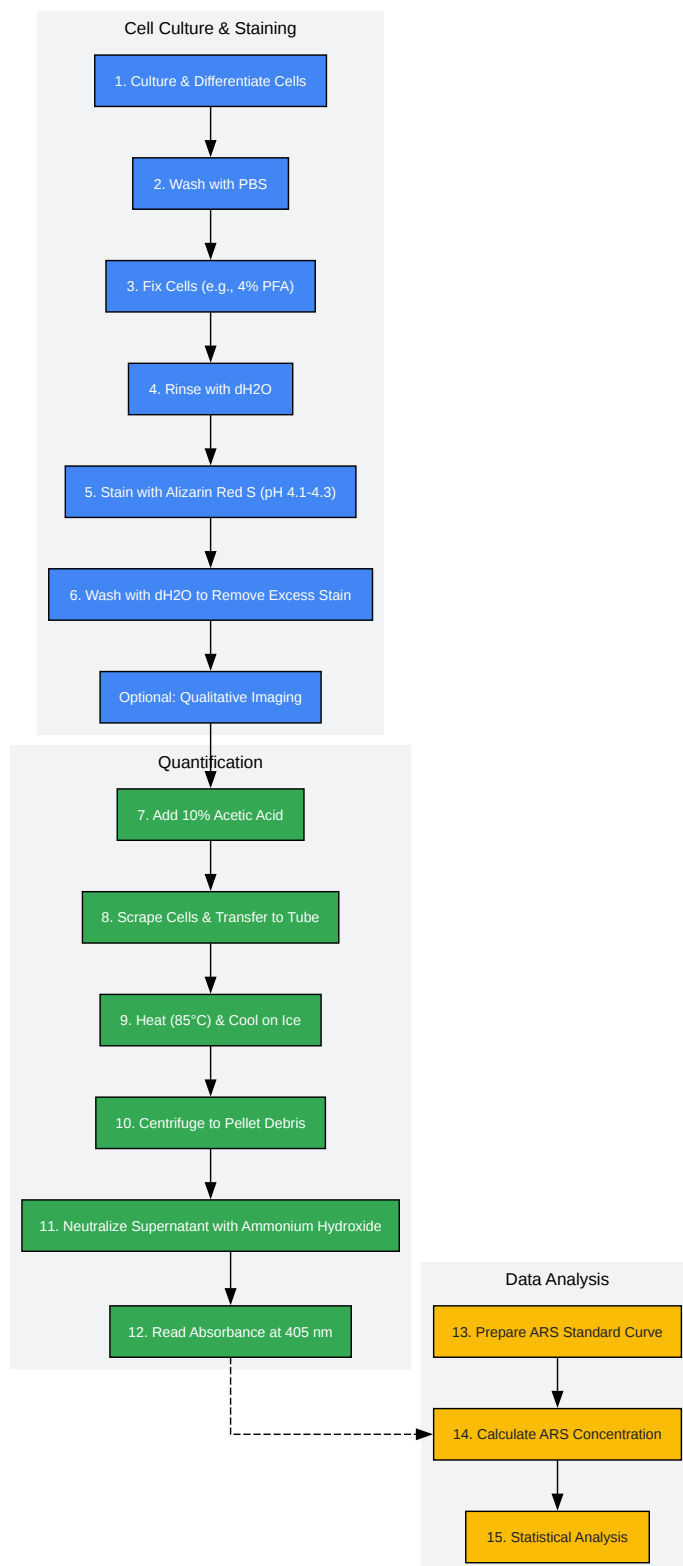 Cell Culture & Staining
1. Culture & Differentiate Cells
2. Wash with PBS
3. Fix Cells (e.g., 4% PFA)
4. Rinse with dH2O
5. Stain with Alizarin Red S (pH 4.1-4.3)
6. Wash with dH2O to Remove Excess Stain
Optional: Qualitative Imaging
Quantification
7. Add 10% Acetic Acid
8. Scrape Cells & Transfer to Tube
9. Heat (85°C) & Cool on Ice
10. Centrifuge to Pellet Debris
11. Neutralize Supernatant with Ammonium Hydroxide
12. Read Absorbance at 405 nm
Data Analysis
13. Prepare ARS Standard Curve
14. Calculate ARS Concentration
15. Statistical Analysis